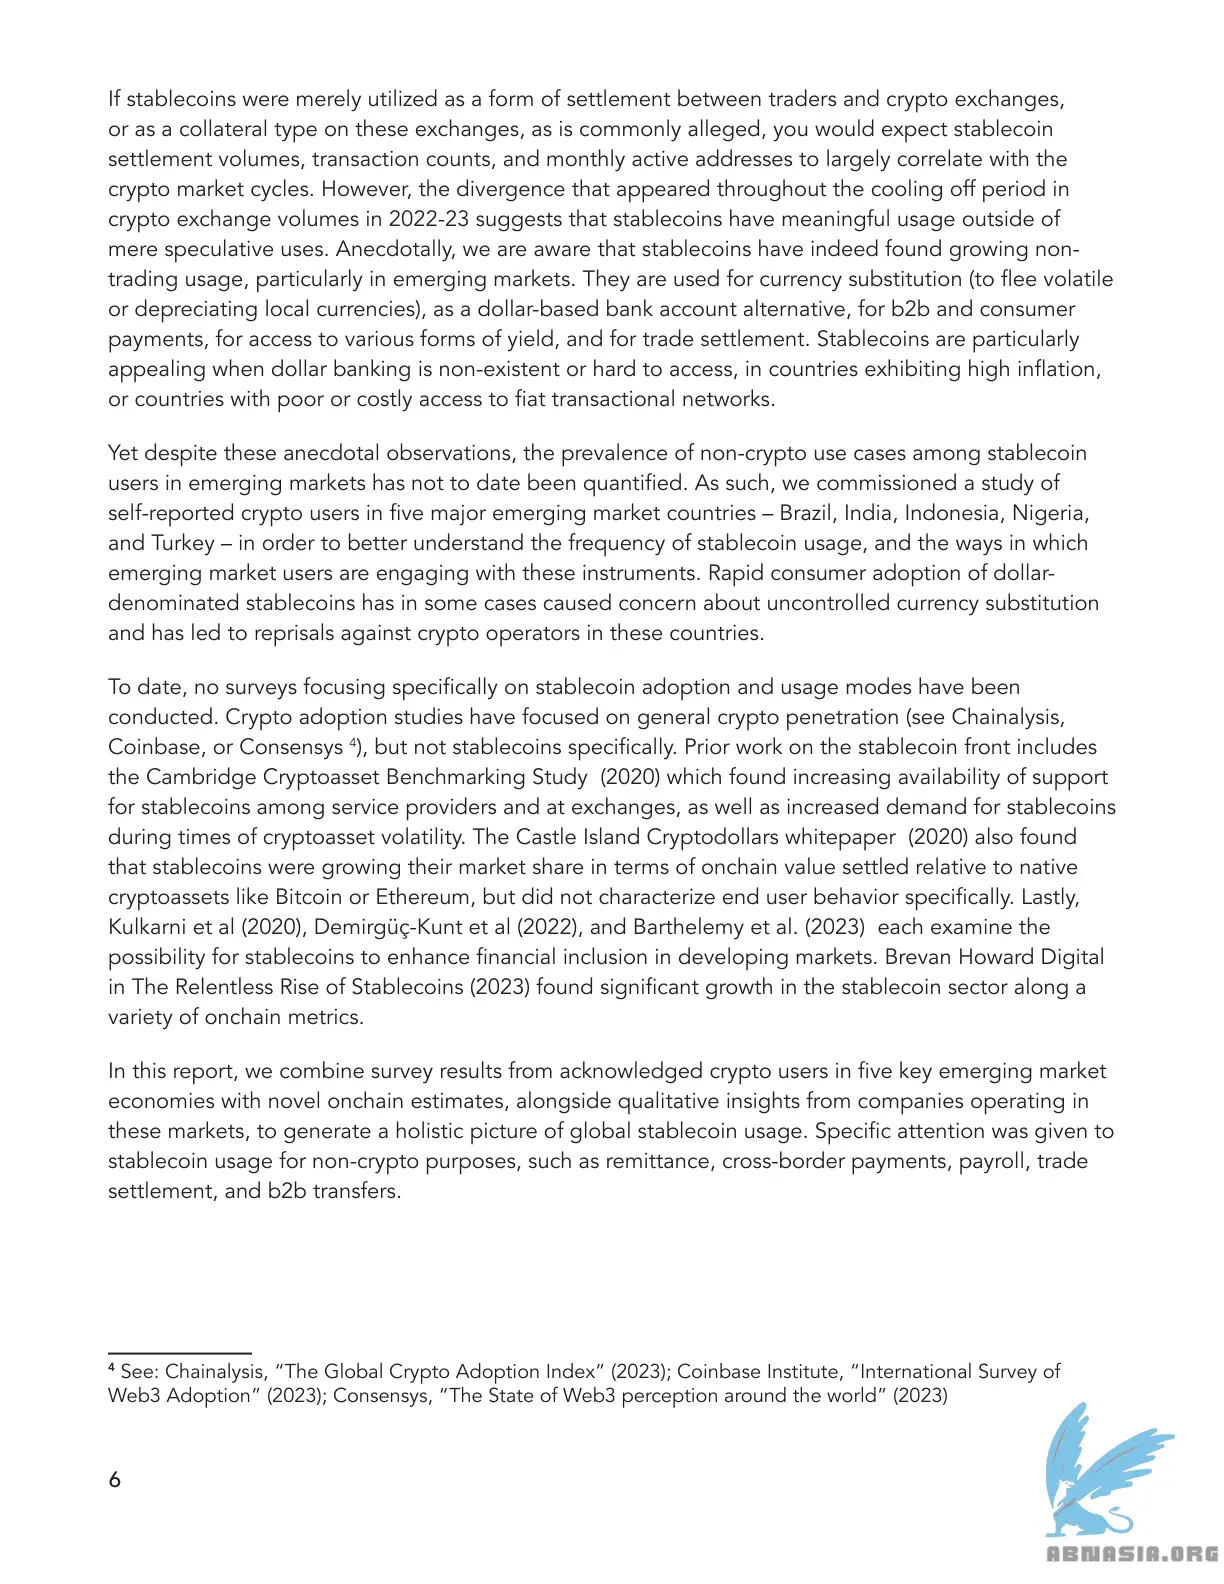 If stablecoins were merely utilized as a form of settlement between traders and crypto exchanges,
or as a collateral type on these exchanges, as is commonly alleged, you would expect stablecoin
settlement volumes, transaction counts, and monthly active addresses to largely correlate with the
crypto market cycles. However, the divergence that appeared throughout the cooling off period in
crypto exchange volumes in 2022-23 suggests that stablecoins have meaningful usage outside of
mere speculative uses. Anecdotally, we are aware that stablecoins have indeed found growing non-
trading usage, particularly in emerging markets. They are used for currency substitution (to flee volatile
or depreciating local currencies), as a dollar-based bank account alternative, for b2b and consumer
payments, for access to various forms of yield, and for trade settlement. Stablecoins are particularly
appealing when dollar banking is non-existent or hard to access, in countries exhibiting high inflation,
or countries with poor or costly access to fiat transactional networks.
Yet despite these anecdotal observations, the prevalence of non-crypto use cases among stablecoin
users in emerging markets has not to date been quantified. As such, we commissioned a study of
self-reported crypto users in five major emerging market countries – Brazil, India, Indonesia, Nigeria,
and Turkey – in order to better understand the frequency of stablecoin usage, and the ways in which
emerging market users are engaging with these instruments. Rapid consumer adoption of dollar-
denominated stablecoins has in some cases caused concern about uncontrolled currency substitution
and has led to reprisals against crypto operators in these countries.
To date, no surveys focusing specifically on stablecoin adoption and usage modes have been
conducted. Crypto adoption studies have focused on general crypto penetration (see Chainalysis,
Coinbase, or Consensys ⁴), but not stablecoins specifically. Prior work on the stablecoin front includes
the Cambridge Cryptoasset Benchmarking Study  (2020) which found increasing availability of support
for stablecoins among service providers and at exchanges, as well as increased demand for stablecoins
during times of cryptoasset volatility. The Castle Island Cryptodollars whitepaper  (2020) also found
that stablecoins were growing their market share in terms of onchain value settled relative to native
cryptoassets like Bitcoin or Ethereum, but did not characterize end user behavior specifically. Lastly,
Kulkarni et al (2020), Demirgüç-Kunt et al (2022), and Barthelemy et al. (2023)  each examine the
possibility for stablecoins to enhance financial inclusion in developing markets. Brevan Howard Digital
in The Relentless Rise of Stablecoins (2023) found significant growth in the stablecoin sector along a
variety of onchain metrics.
In this report, we combine survey results from acknowledged crypto users in five key emerging market
economies with novel onchain estimates, alongside qualitative insights from companies operating in
these markets, to generate a holistic picture of global stablecoin usage. Specific attention was given to
stablecoin usage for non-crypto purposes, such as remittance, cross-border payments, payroll, trade
settlement, and b2b transfers.
⁴ See: Chainalysis, “The Global Crypto Adoption Index” (2023); Coinbase Institute, “International Survey of
Web3 Adoption” (2023); Consensys, “The State of Web3 perception around the world” (2023)
6
ABNASIA.ORG